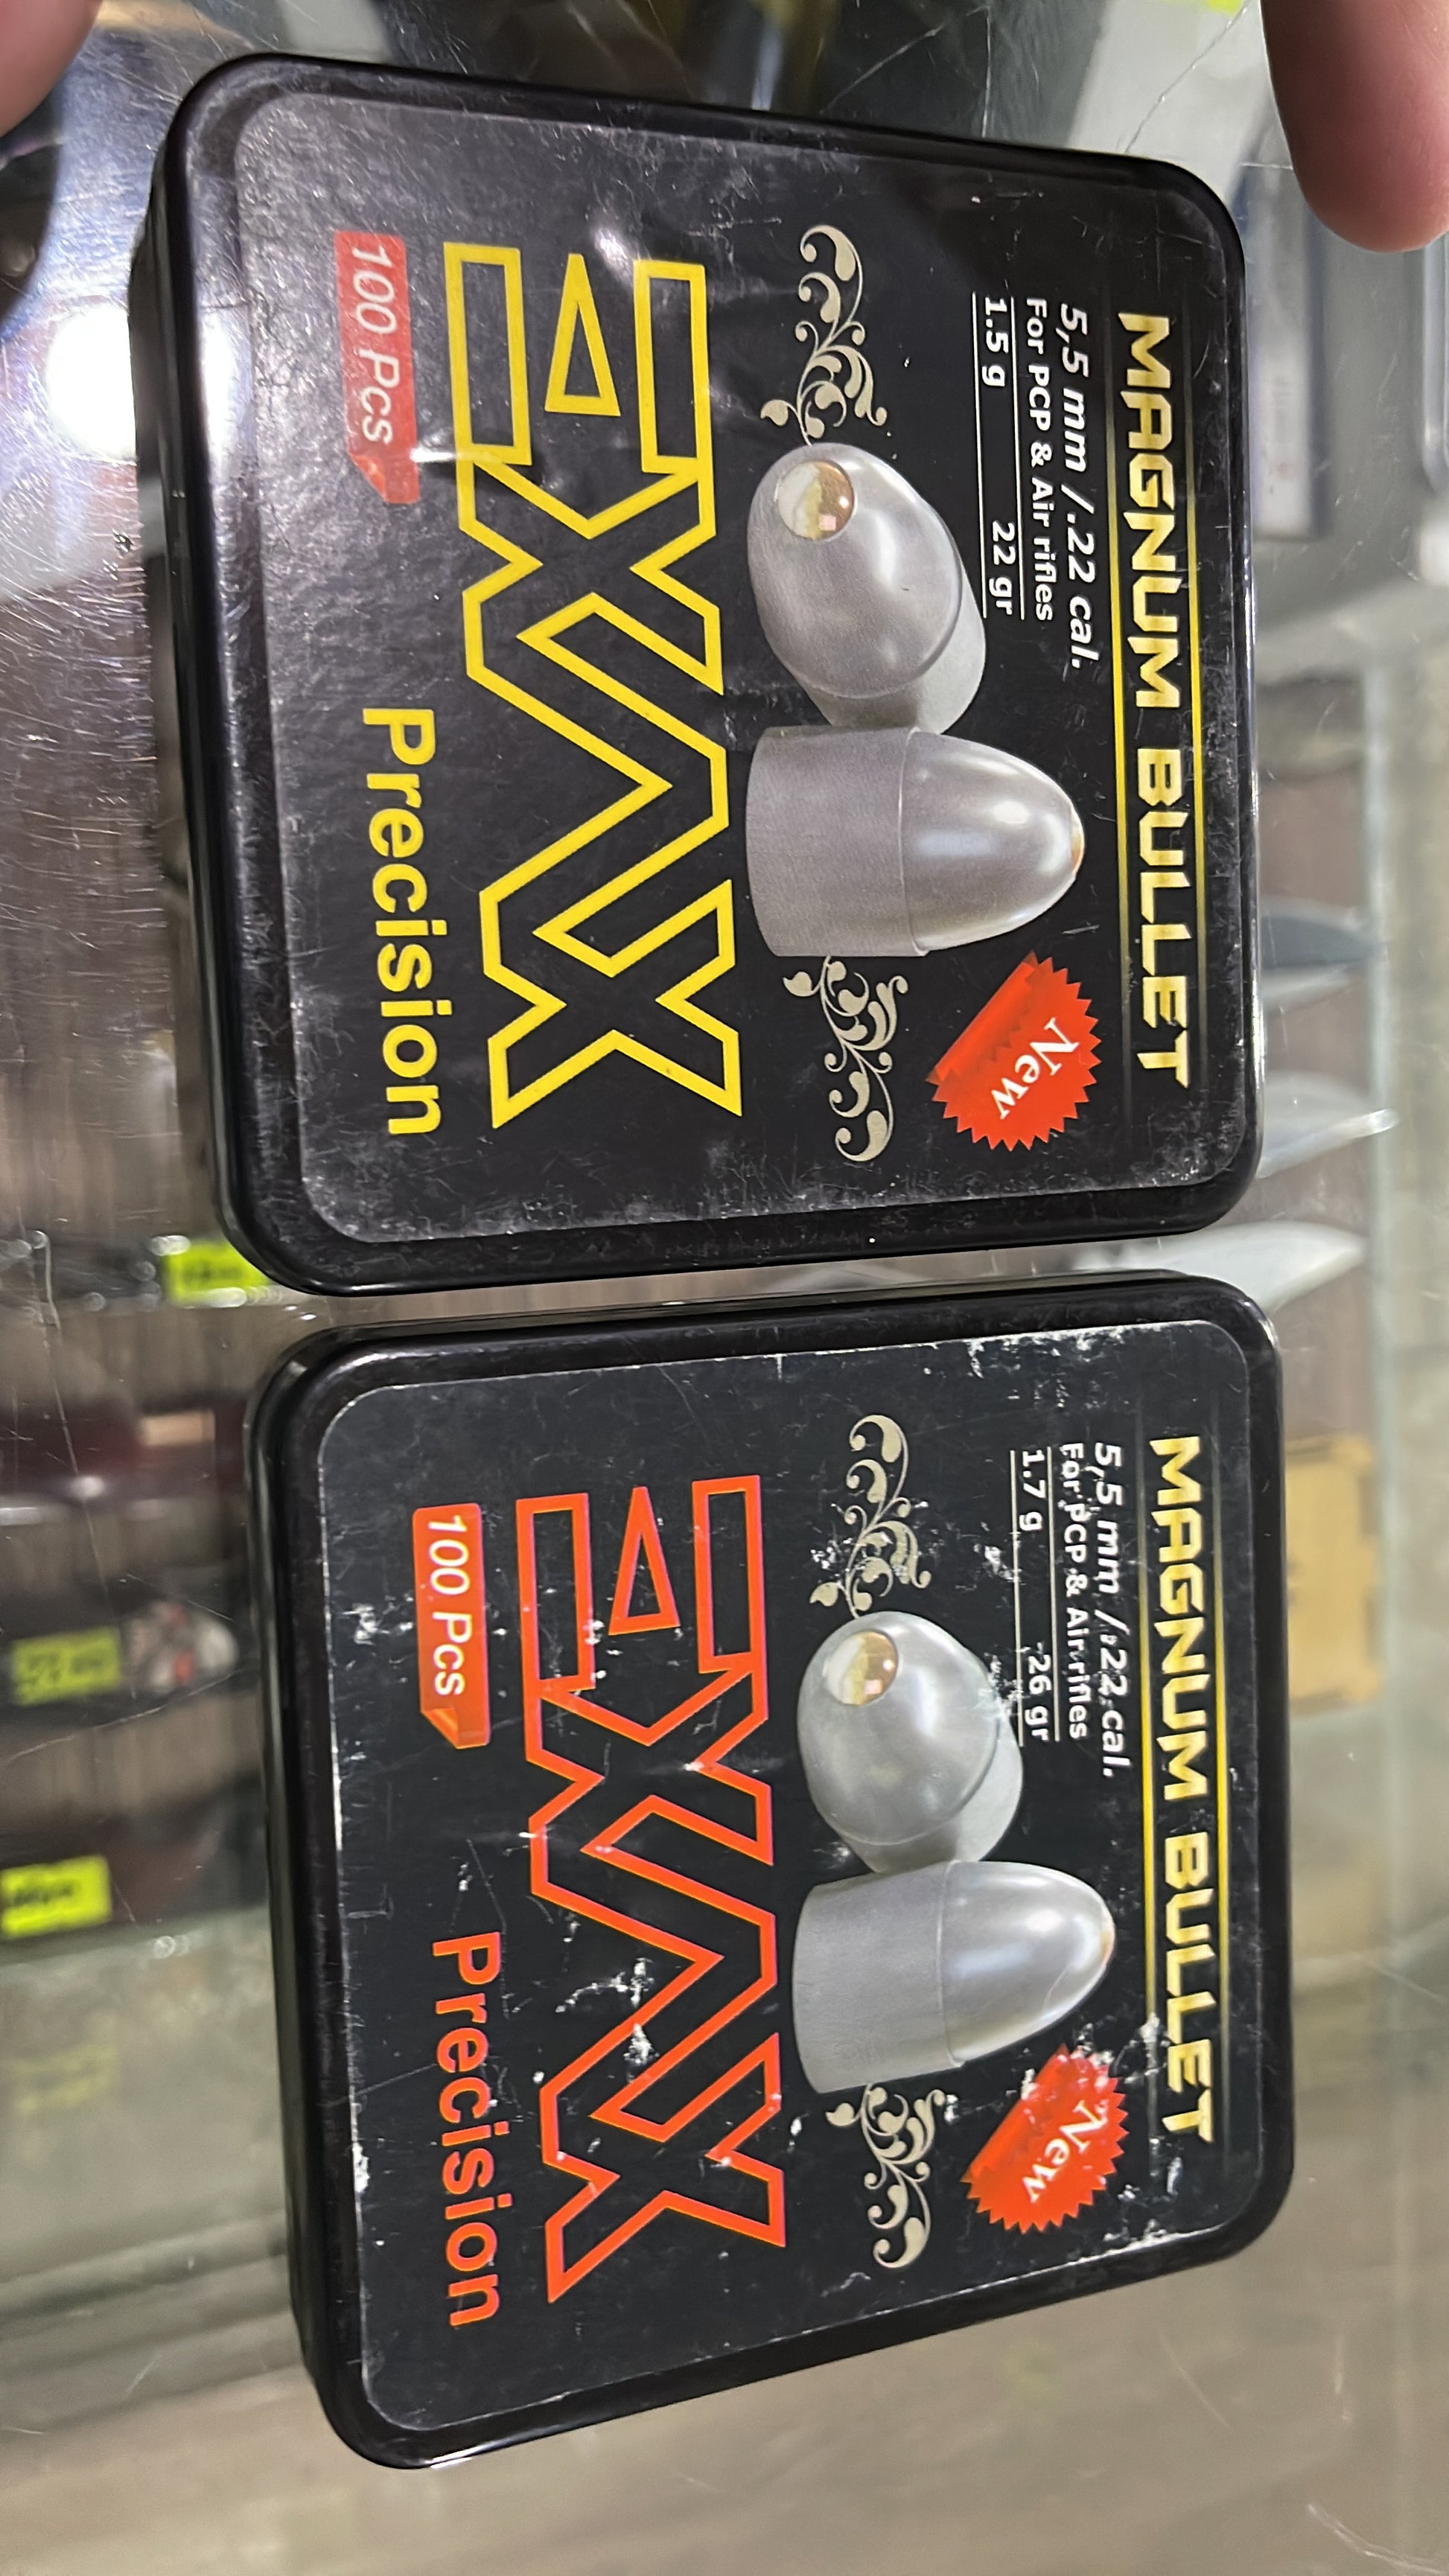 MAGNUM BULLET
5,5 mm /.22 cal.
For PCP & Air rifles
1.5 g 22 gr
New
EXVX
Precision
100 Pcs
MAGNUM BULLET
5,5 mm /.22 cal.
For PCP & Air rifles
1.7 g 26 gr
New
EXVX
Precision
100 Pcs